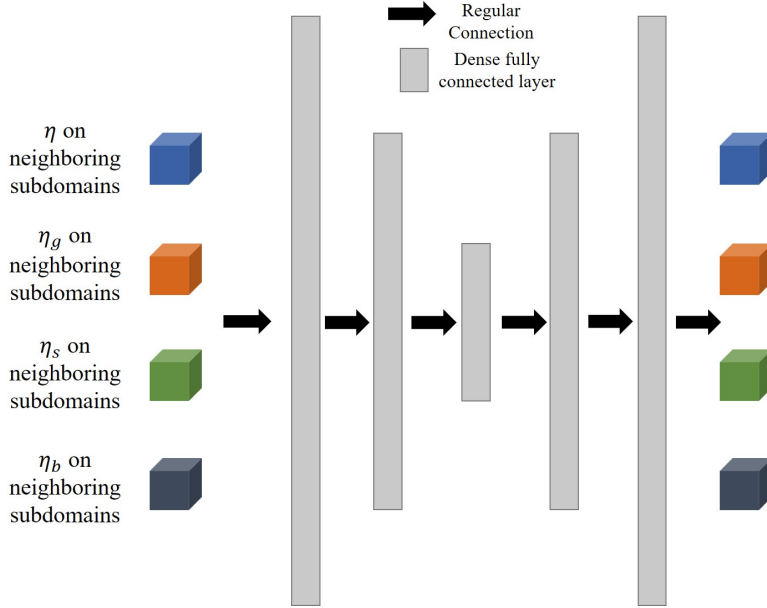 Regular
Connection
Dense fully
connected layer
η on
neighboring
subdomains
η_g on
neighboring
subdomains
η_s on
neighboring
subdomains
η_b on
neighboring
subdomains